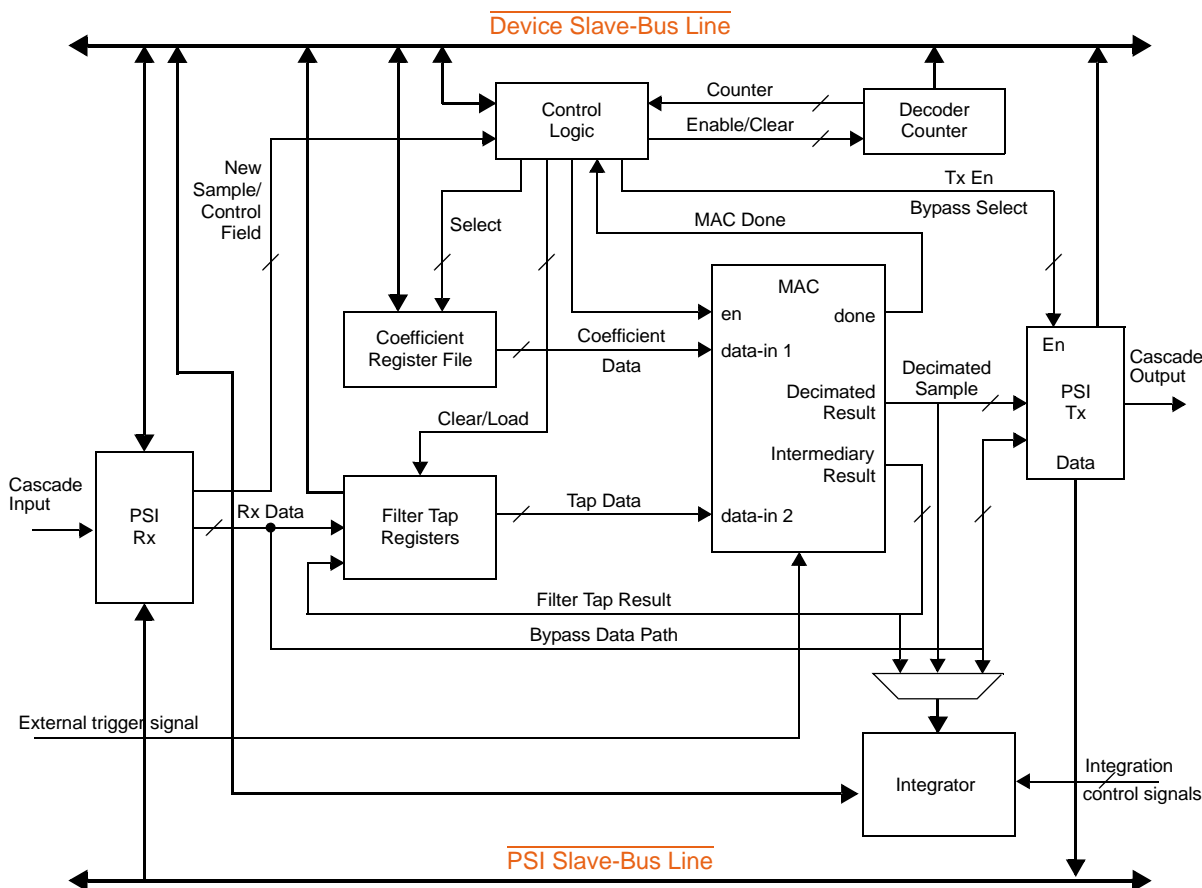 Device Slave-Bus Line
Counter
Control
Logic
Decoder
Counter
Enable/Clear
New
Sample/
Control
Field
Tx En
Bypass Select
Select
MAC Done
MAC
en
done
Coefficient
Register File
Coefficient
Data
data-in 1
En
PSI
Tx
Data
Decimated
Sample
Cascade
Output
Decimated
Result
Clear/Load
Intermediary
Result
Cascade
Input
PSI
Rx
Rx Data
Filter Tap
Registers
Tap Data
data-in 2
Filter Tap Result
Bypass Data Path
External trigger signal
Integrator
Integration
control signals
PSI Slave-Bus Line